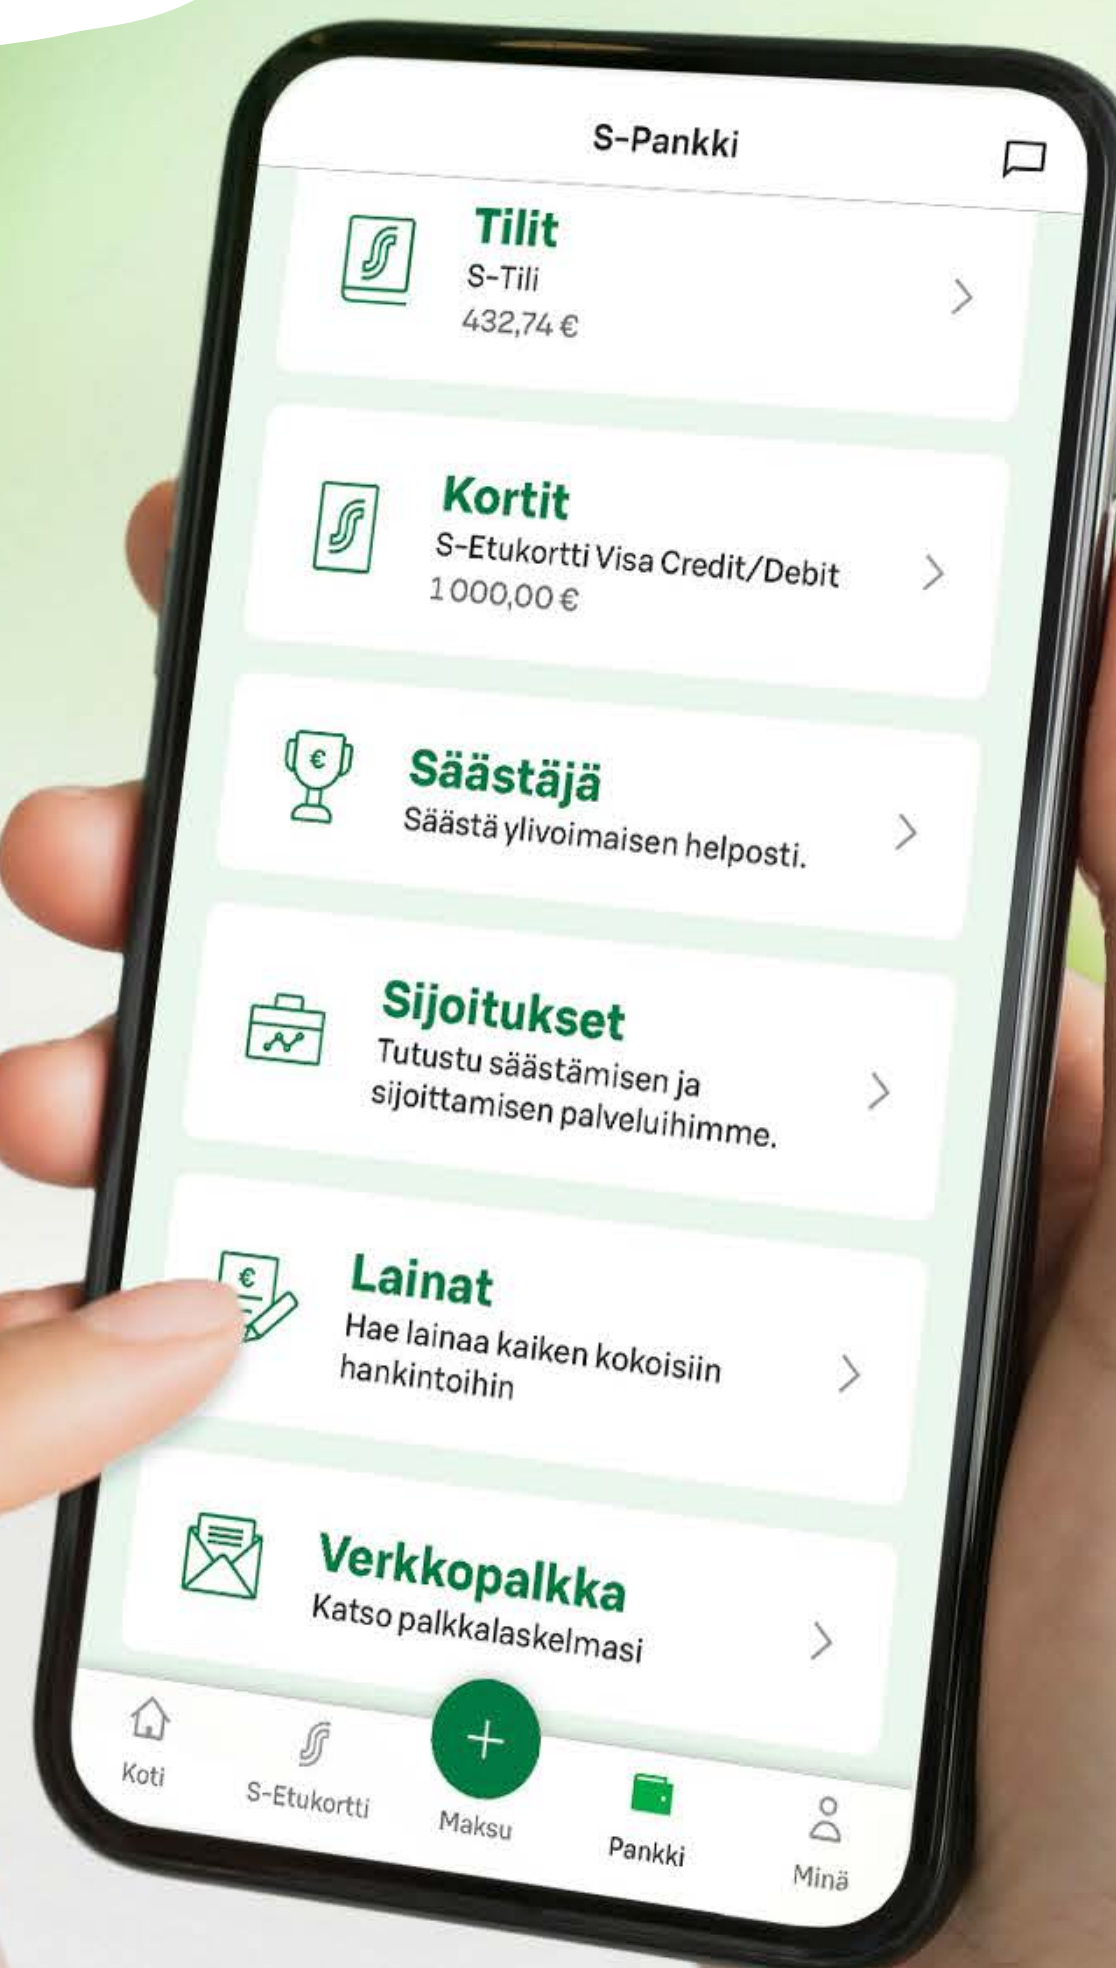 S-Pankki
Tilit
S-Tili
432,74 €
Kortit
S-Etukortti Visa Credit/Debit
1 000,00 €
€
Säästäjä
Säästä ylivoimaisen helposti.
Sijoitukset
Tutustu säästämisen ja
sijoittamisen palveluihimme.
€
Lainat
Hae lainaa kaiken kokoisiin
hankintoihin
Verkkopalkka
Katso palkkalaskelmasi
Koti
S-Etukortti
Maksu
Pankki
Minä